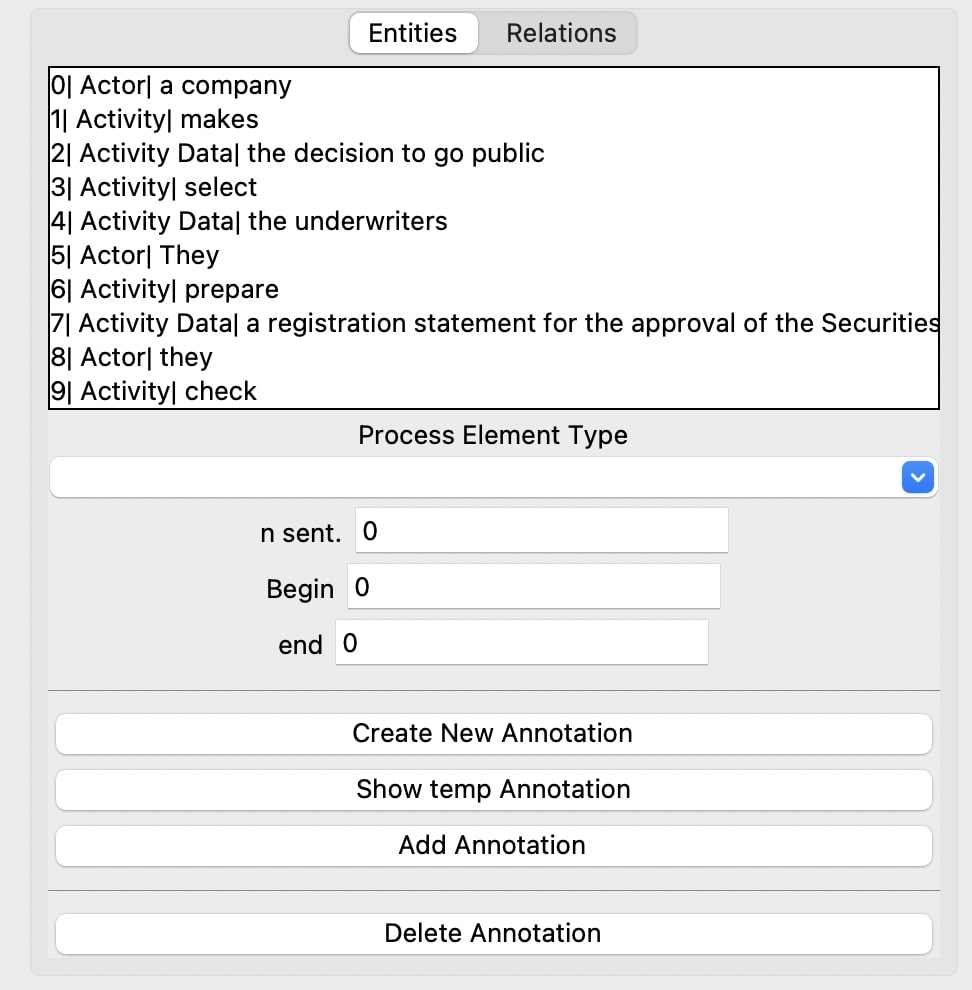 Entities Relations
0| Actor| a company
1| Activity| makes
2| Activity Data| the decision to go public
3| Activity| select
4| Activity Data| the underwriters
5| Actor| They
6| Activity| prepare
7| Activity Data| a registration statement for the approval of the Securities
8| Actor| they
9| Activity| check
Process Element Type
n sent. 0
Begin 0
end 0
Create New Annotation
Show temp Annotation
Add Annotation
Delete Annotation